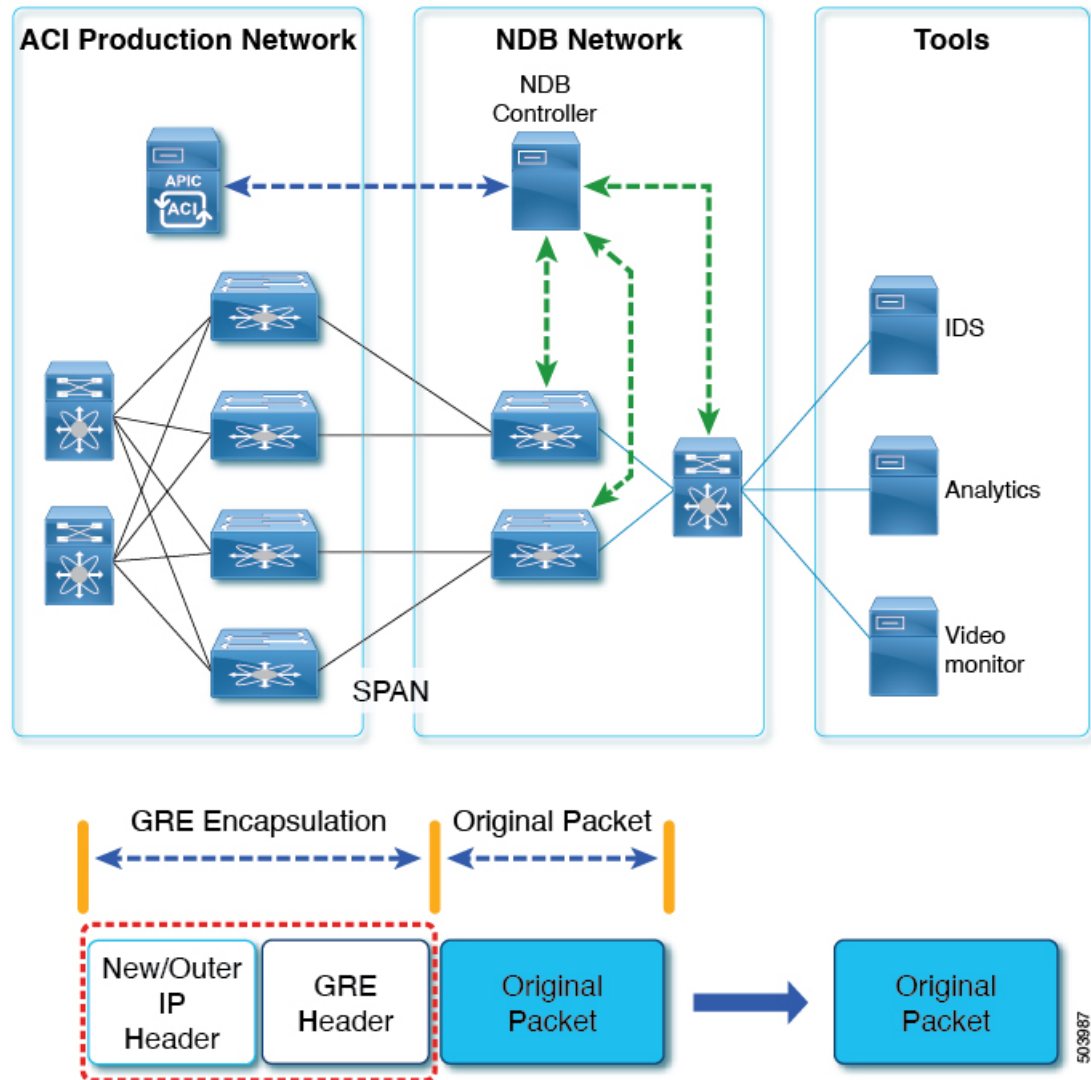 ACI Production Network
NDB Network
Tools
NDB
Controller
APIC
ACI
IDS
Analytics
Video
monitor
SPAN
GRE Encapsulation
Original Packet
New/Outer
IP
Header
GRE
Header
Original
Packet
Original
Packet
503987